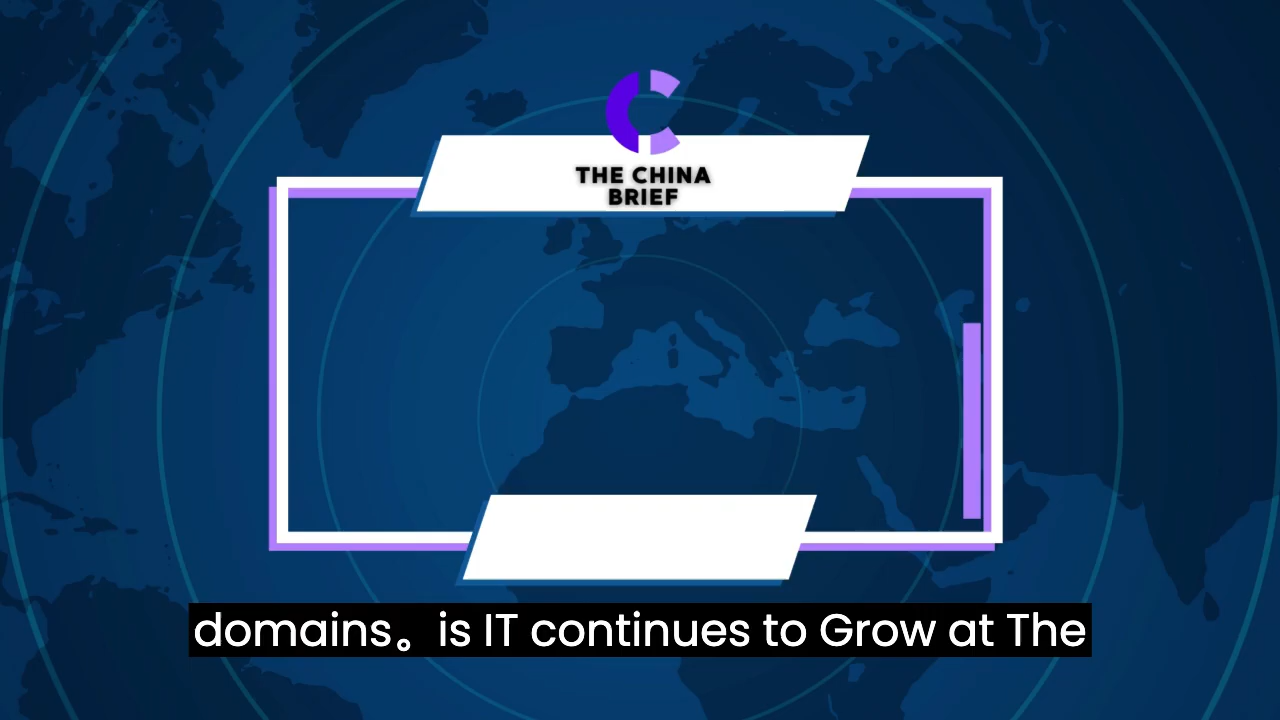 THE CHINA
BRIEF
domains。 is IT continues to Grow at The